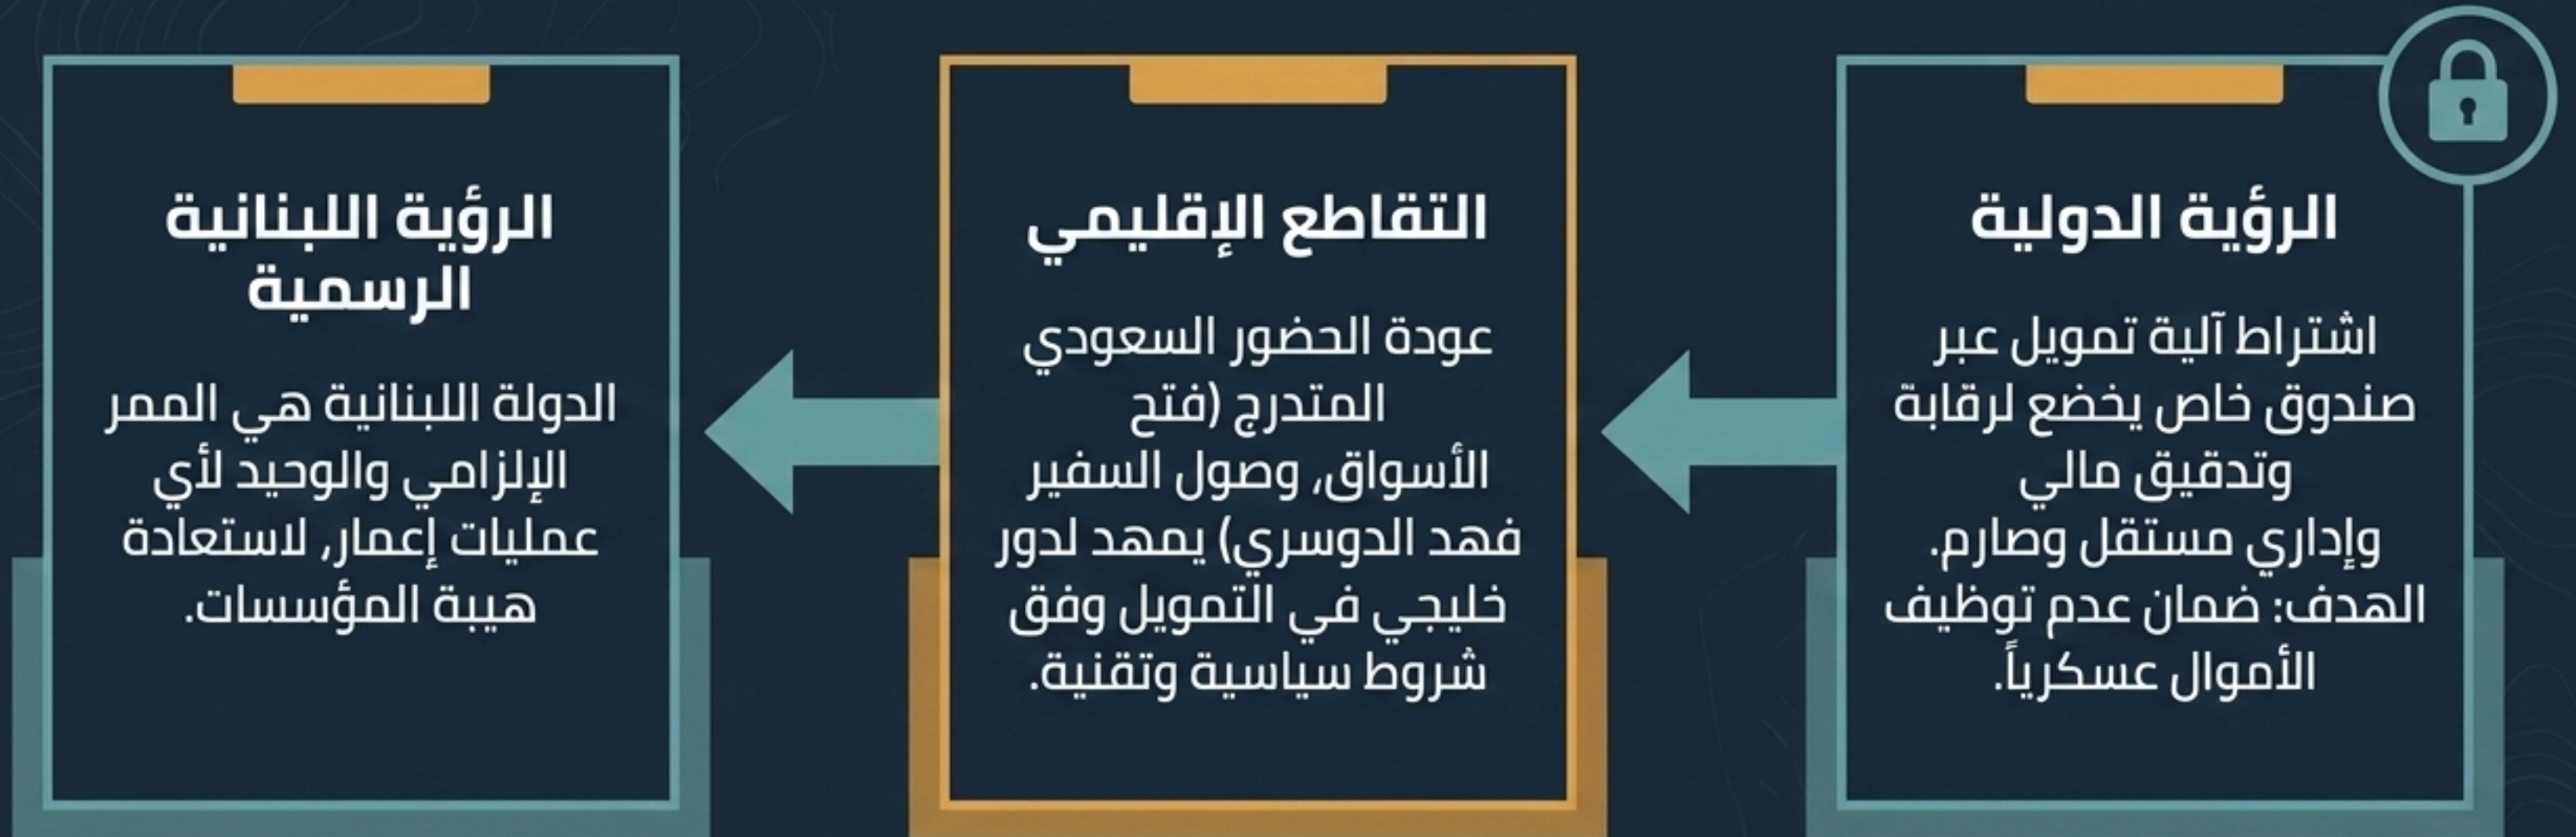 الرؤية الدولية
اشتراط آلية تمويل عبر
صندوق خاص يخضع لرقابة
وتدقيق مالي
وإداري مستقل وصارم.
الهدف: ضمان عدم توظيف
الأموال عسكرياً.
التقاطع الإقليمي
عودة الحضور السعودي
المتدرج (فتح
الأسواق، وصول السفير
فهد الدوسري) يمهد لدور
خليجي في التمويل وفق
شروط سياسية وتقنية.
الرؤية اللبنانية
الرسمية
الدولة اللبنانية هي الممر
الإلزامي والوحيد لأي
عمليات إعمار, لاستعادة
هيبة المؤسسات.